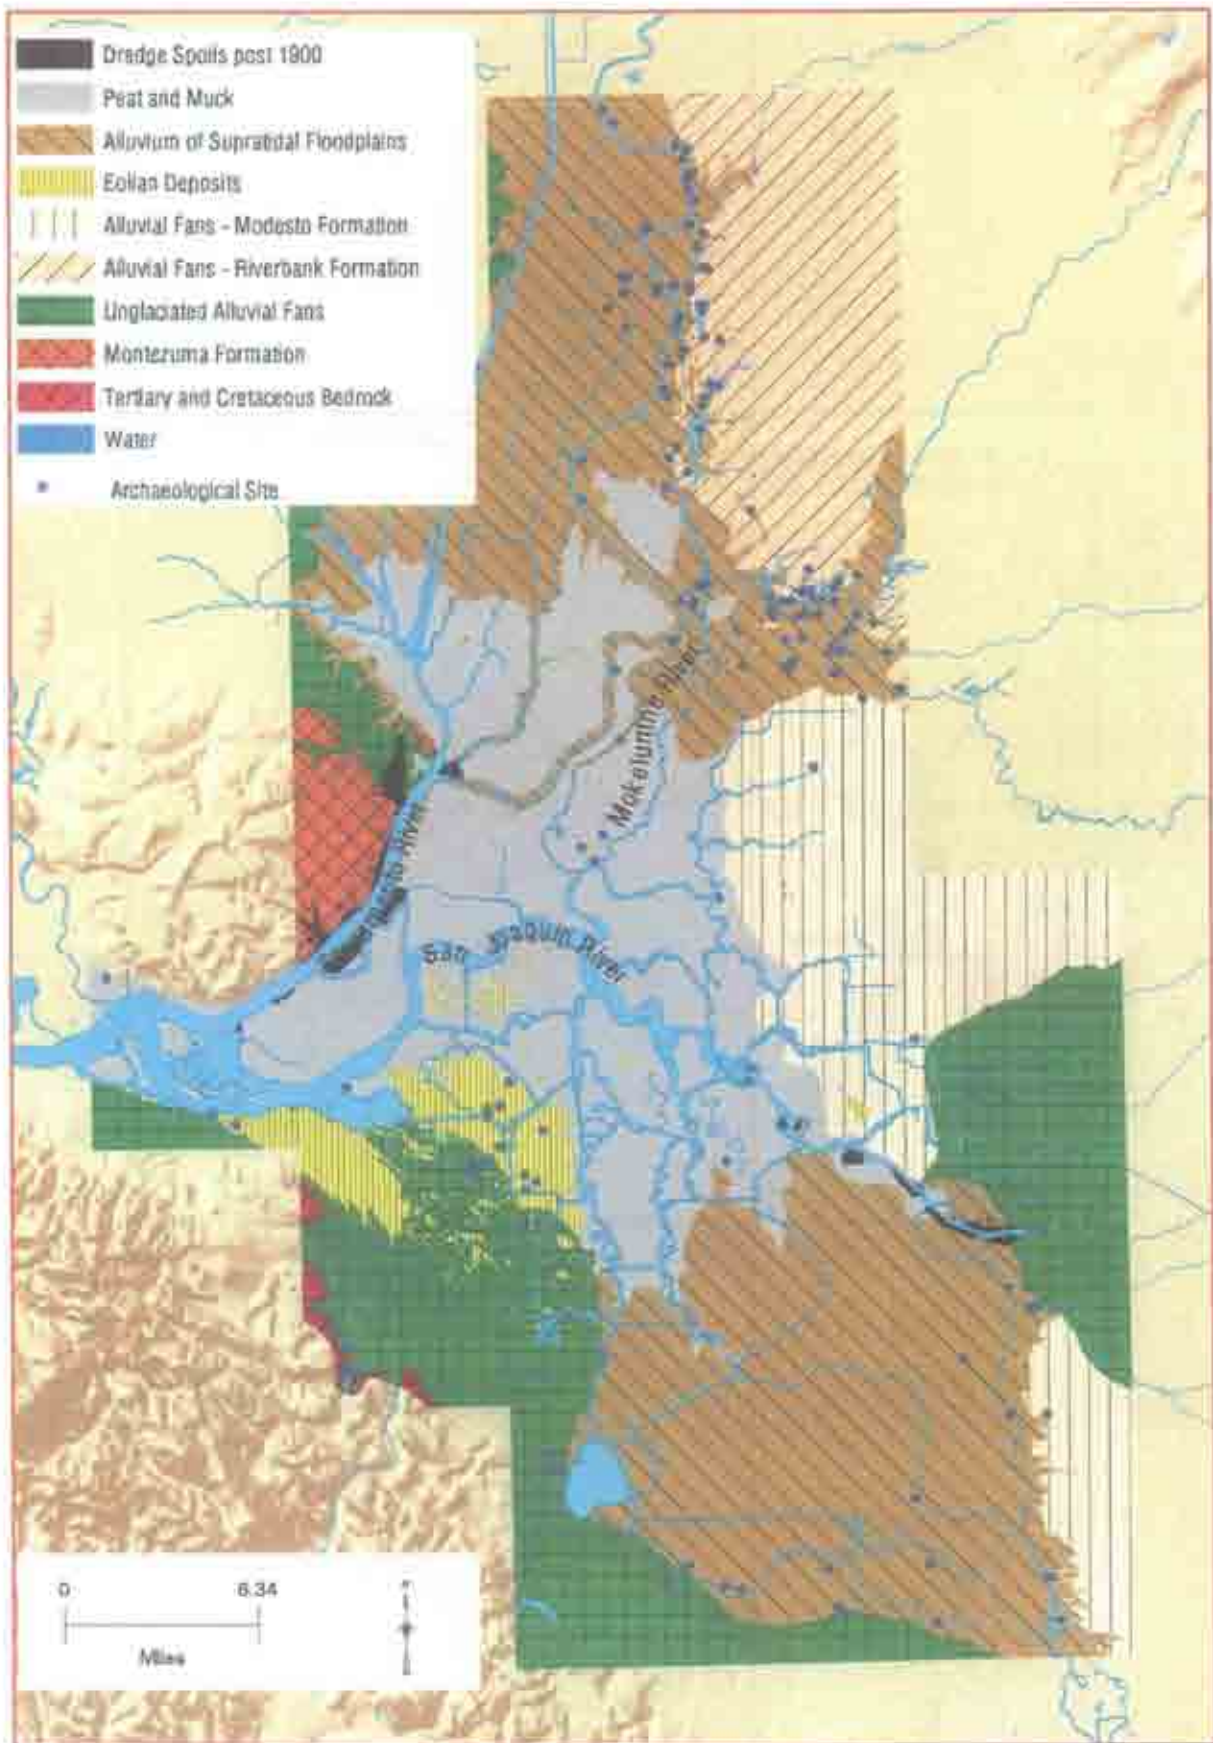 Dredge Spoils post 1900
Peat and Muck
Alluvium of Supratidal Floodplains
Eolian Deposits
Alluvial Fans - Modesto Formation
Alluvial Fans - Riverbank Formation
Unglaciated Alluvial Fans
Montezuma Formation
Tertiary and Cretaceous Bedrock
Water
Archaeological Site
Mokelumne River
River
San Joaquin River
0 6.34
Miles